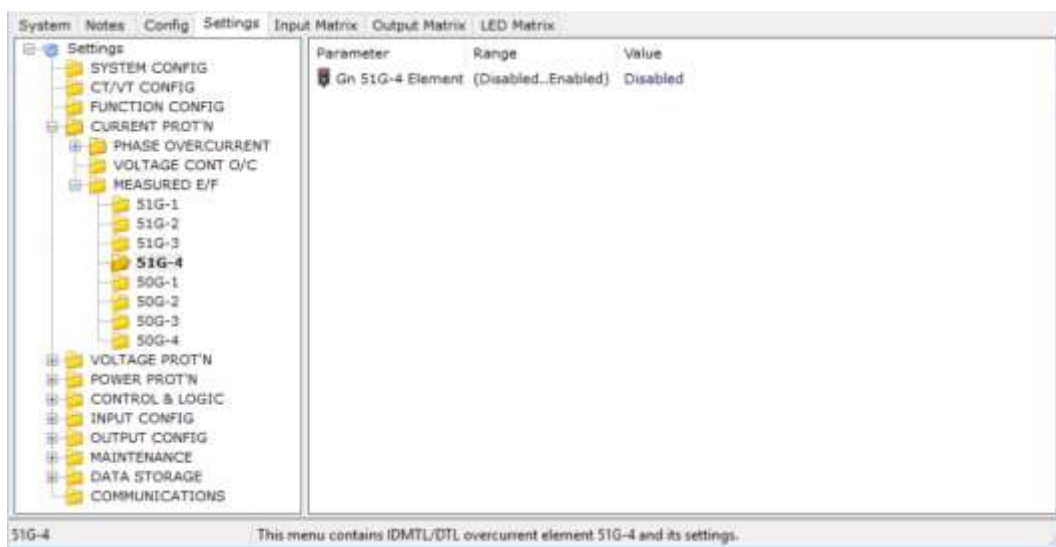 System Notes Config Settings Input Matrix Output Matrix LED Matrix
Settings
SYSTEM CONFIG
CT/VT CONFIG
FUNCTION CONFIG
CURRENT PROT'N
PHASE OVERCURRENT
VOLTAGE CONT O/C
MEASURED E/F
51G-1
51G-2
51G-3
51G-4
50G-1
50G-2
50G-3
50G-4
VOLTAGE PROT'N
POWER PROT'N
CONTROL & LOGIC
INPUT CONFIG
OUTPUT CONFIG
MAINTENANCE
DATA STORAGE
COMMUNICATIONS
Parameter Range Value
Gn 51G-4 Element (Disabled..Enabled) Disabled
51G-4 This menu contains IDMTL/DTL overcurrent element 51G-4 and its settings.